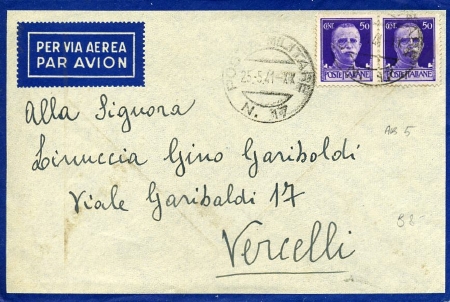 PER VIA AEREA
PAR AVION
POSTA MILITARE
25.5.41-XX
N. 17
CENT. 50
POSTE ITALIANE
CENT. 50
POSTE ITALIANE
Alla Signora
Linuccia Gino Gariboldi
Viale Garibaldi 17
Vercelli